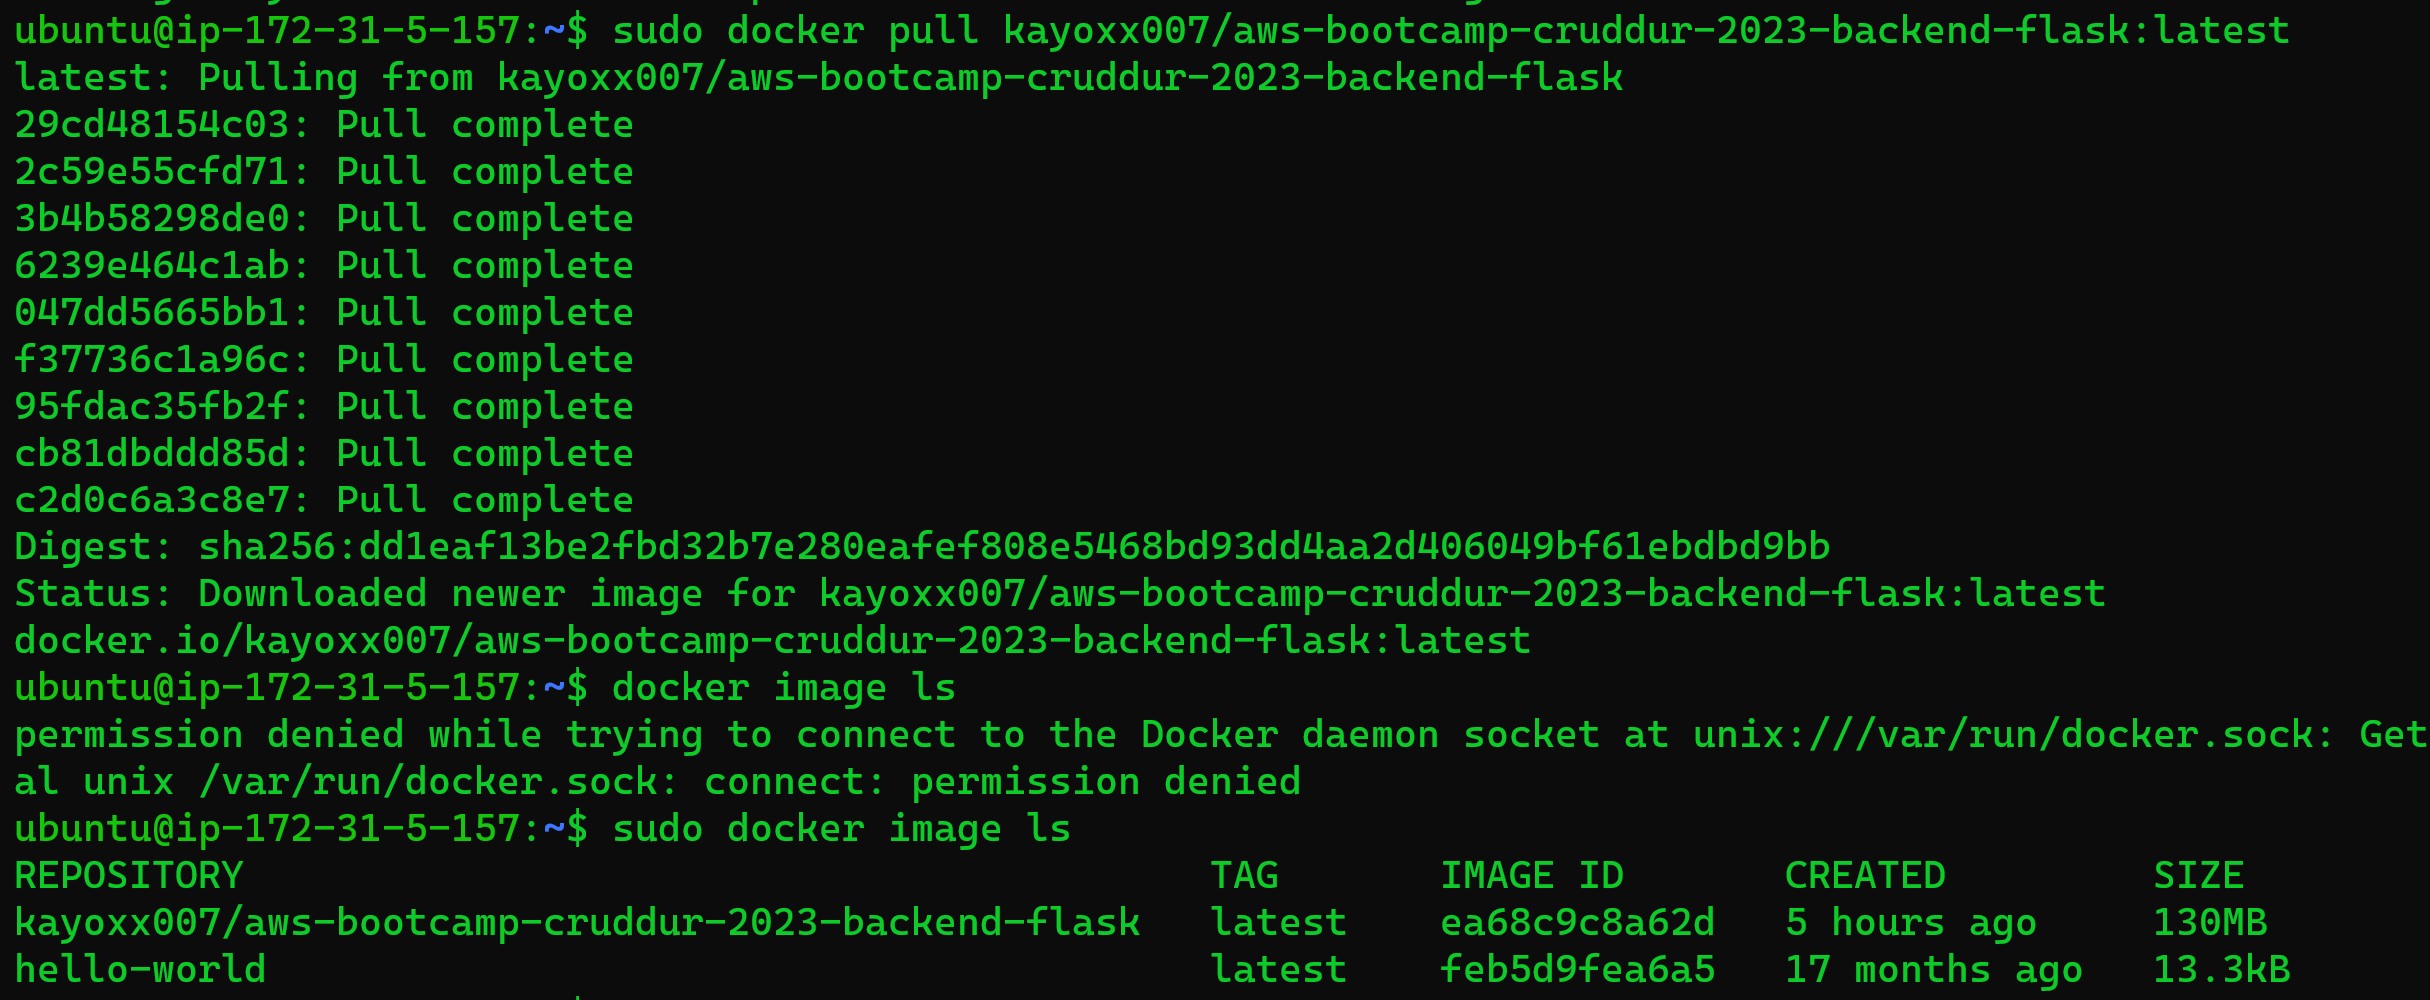 ubuntu@ip-172-31-5-157:~$ sudo docker pull kayoxx007/aws-bootcamp-cruddur-2023-backend-flask:latest
latest: Pulling from kayoxx007/aws-bootcamp-cruddur-2023-backend-flask
29cd48154c03: Pull complete
2c59e55cfd71: Pull complete
3b4b58298de0: Pull complete
6239e464c1ab: Pull complete
047dd5665bb1: Pull complete
f37736c1a96c: Pull complete
95fdac35fb2f: Pull complete
cb81dbddd85d: Pull complete
c2d0c6a3c8e7: Pull complete
Digest: sha256:dd1eaf13be2fbd32b7e280eafef808e5468bd93dd4aa2d406049bf61ebdbd9bb
Status: Downloaded newer image for kayoxx007/aws-bootcamp-cruddur-2023-backend-flask:latest
docker.io/kayoxx007/aws-bootcamp-cruddur-2023-backend-flask:latest
ubuntu@ip-172-31-5-157:~$ docker image ls
permission denied while trying to connect to the Docker daemon socket at unix:///var/run/docker.sock: Get
al unix /var/run/docker.sock: connect: permission denied
ubuntu@ip-172-31-5-157:~$ sudo docker image ls
REPOSITORY TAG IMAGE ID CREATED SIZE
kayoxx007/aws-bootcamp-cruddur-2023-backend-flask latest ea68c9c8a62d 5 hours ago 130MB
hello-world latest feb5d9fea6a5 17 months ago 13.3kB